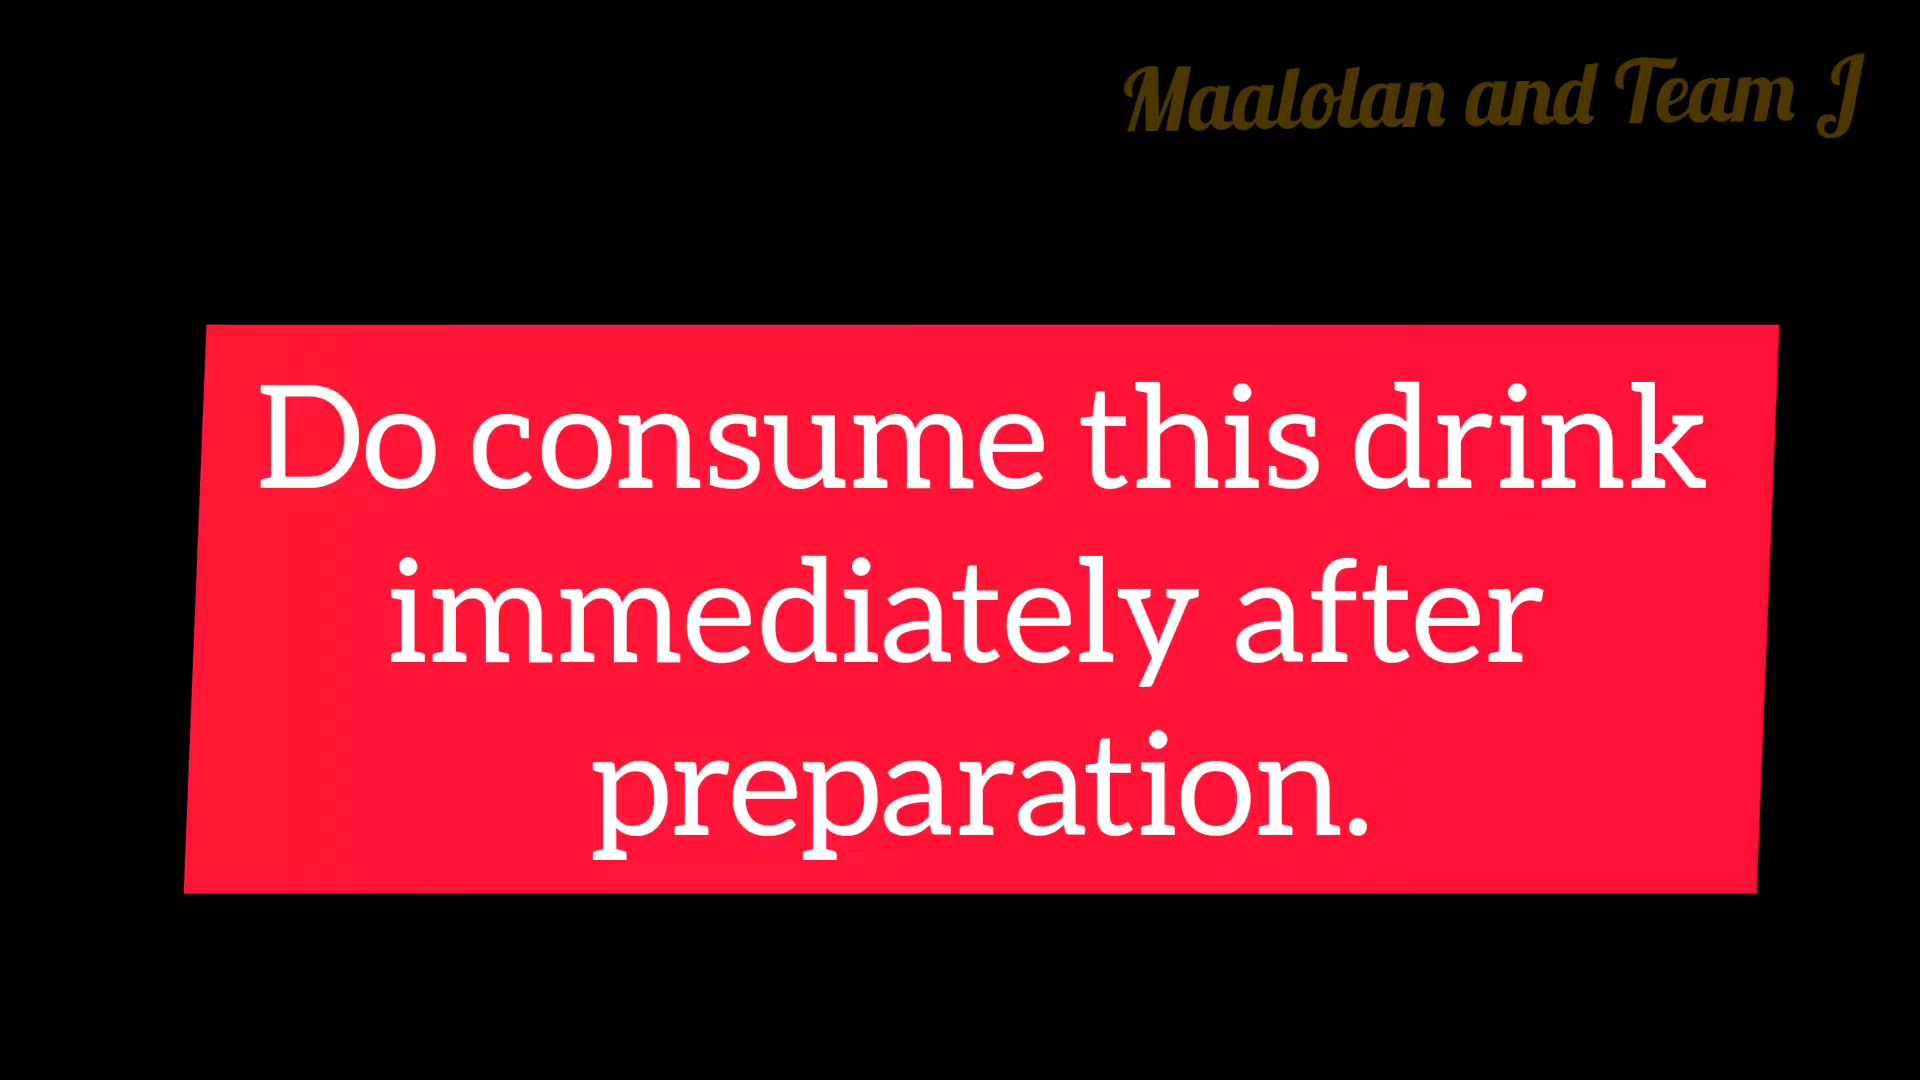 Maalolan and Team J
Do consume this drink
immediately after
preparation.